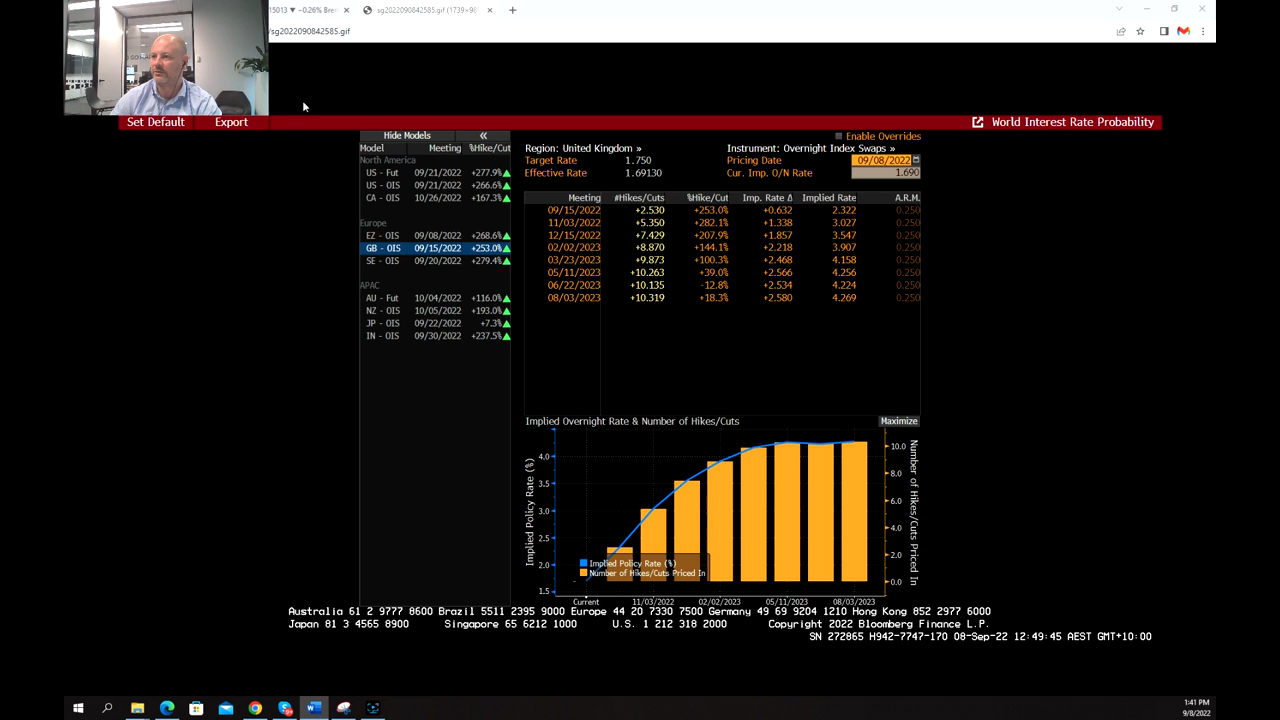 15013 ▼ -0.26% Bren
sg2022090842585.gif (1739×98
/sg2022090842585.gif
Set Default Export World Interest Rate Probability
Hide Models «
Model Meeting %Hike/Cut
North America
US - Fut 09/21/2022 +277.9%▲
US - OIS 09/21/2022 +266.6%▲
CA - OIS 10/26/2022 +167.3%▲
Europe
EZ - OIS 09/08/2022 +268.6%▲
GB - OIS 09/15/2022 +253.0%▲
SE - OIS 09/20/2022 +279.4%▲
APAC
AU - Fut 10/04/2022 +116.0%▲
NZ - OIS 10/05/2022 +193.0%▲
JP - OIS 09/22/2022 +7.3%▲
IN - OIS 09/30/2022 +237.5%▲
Enable Overrides
Region: United Kingdom » Instrument: Overnight Index Swaps »
Target Rate 1.750 Pricing Date 09/08/2022
Effective Rate 1.69130 Cur. Imp. O/N Rate 1.690
Meeting #Hikes/Cuts %Hike/Cut Imp. Rate Δ Implied Rate A.R.M.
09/15/2022 +2.530 +253.0% +0.632 2.322 0.250
11/03/2022 +5.350 +282.1% +1.338 3.027 0.250
12/15/2022 +7.429 +207.9% +1.857 3.547 0.250
02/02/2023 +8.870 +144.1% +2.218 3.907 0.250
03/23/2023 +9.873 +100.3% +2.468 4.158 0.250
05/11/2023 +10.263 +39.0% +2.566 4.256 0.250
06/22/2023 +10.135 -12.8% +2.534 4.224 0.250
08/03/2023 +10.319 +18.3% +2.580 4.269 0.250
Implied Overnight Rate & Number of Hikes/Cuts Maximize
Implied Policy Rate (%)
4.0
3.5
3.0
2.5
2.0
1.5
Implied Policy Rate (%)
Number of Hikes/Cuts Priced In
10.0
8.0
6.0
4.0
2.0
0.0
Number of Hikes/Cuts Priced In
Current 11/03/2022 02/02/2023 05/11/2023 08/03/2023
Australia 61 2 9777 8600 Brazil 5511 2395 9000 Europe 44 20 7330 7500 Germany 49 69 9204 1210 Hong Kong 852 2977 6000
Japan 81 3 4565 8900 Singapore 65 6212 1000 U.S. 1 212 318 2000 Copyright 2022 Bloomberg Finance L.P.
SN 272865 H942-7747-170 08-Sep-22 12:49:45 AEST GMT+10:00
1:41 PM
9/8/2022